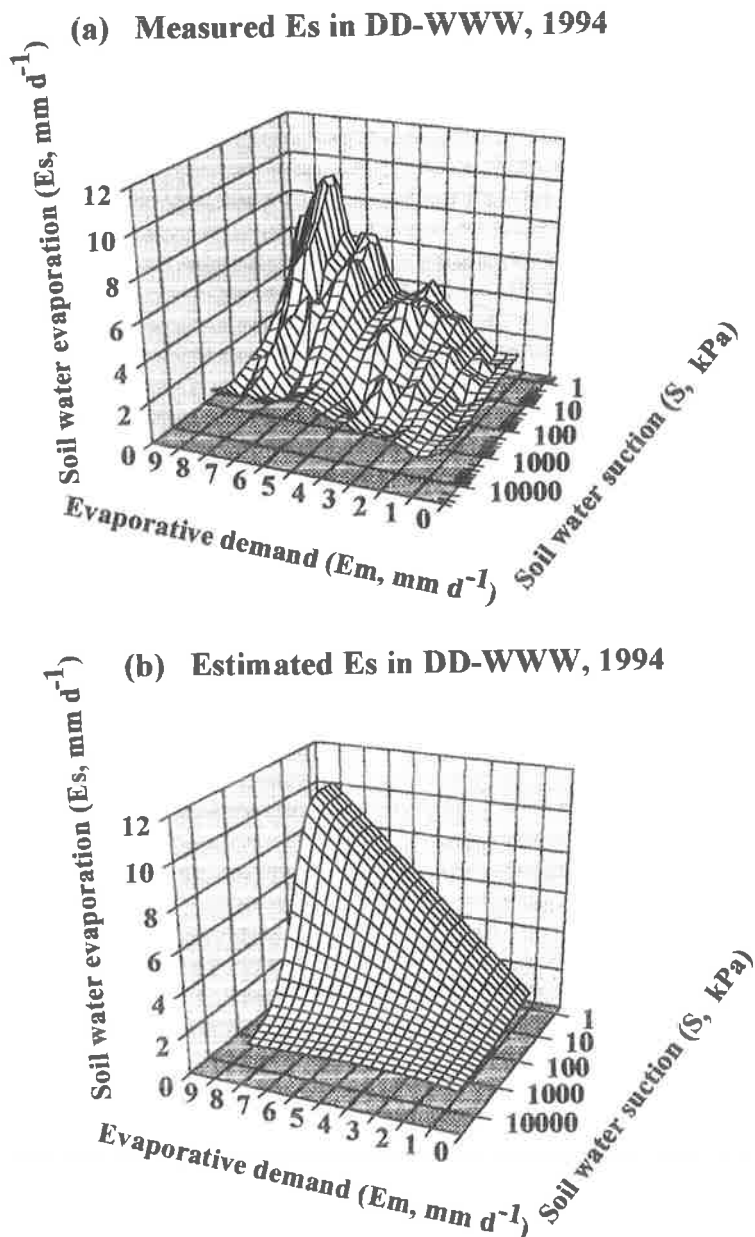 (a) Measured Es in DD-WWW, 1994
Soil water evaporation (Es, mm d⁻¹)
12
10
8
6
4
2
0
9 8 7 6 5 4 3 2 1 0
Evaporative demand (Em, mm d⁻¹)
1
10
100
1000
10000
Soil water suction (S, kPa)
(b) Estimated Es in DD-WWW, 1994
Soil water evaporation (Es, mm d⁻¹)
12
10
8
6
4
2
0
9 8 7 6 5 4 3 2 1 0
Evaporative demand (Em, mm d⁻¹)
1
10
100
1000
10000
Soil water suction (S, kPa)